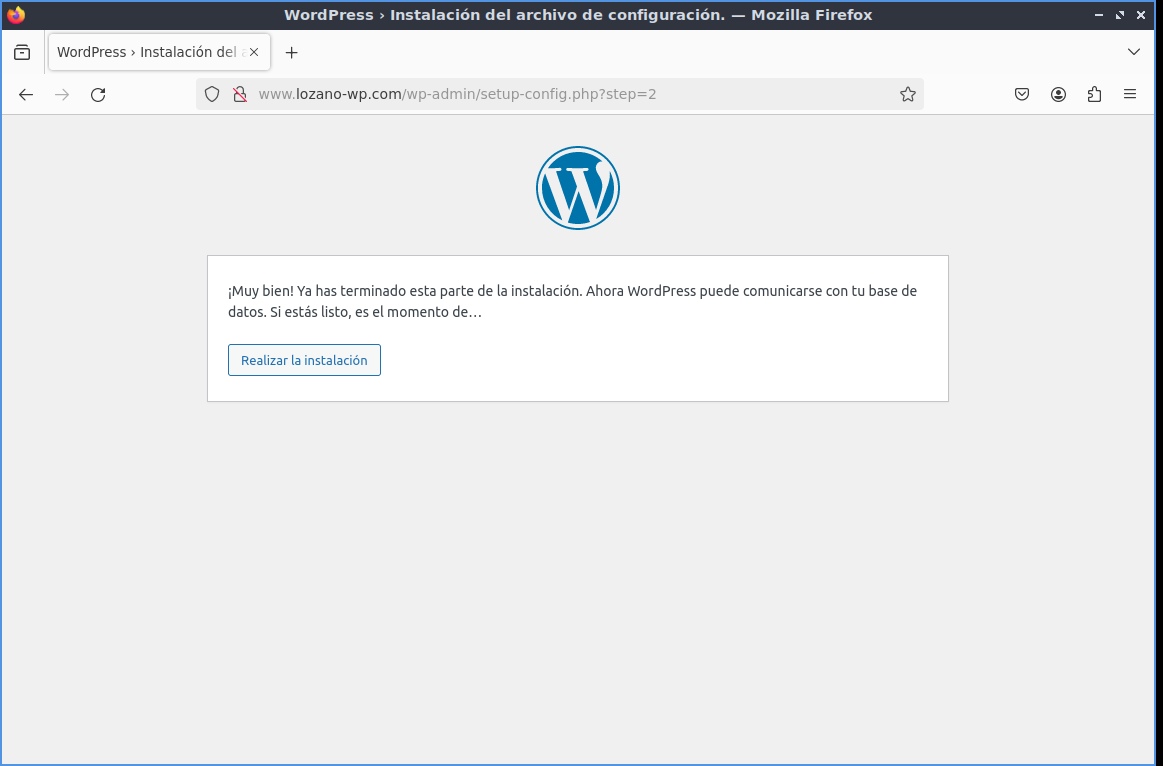 WordPress › Instalación del archivo de configuración. — Mozilla Firefox
WordPress › Instalación del
www.lozano-wp.com/wp-admin/setup-config.php?step=2
¡Muy bien! Ya has terminado esta parte de la instalación. Ahora WordPress puede comunicarse con tu base de
datos. Si estás listo, es el momento de…
Realizar la instalación